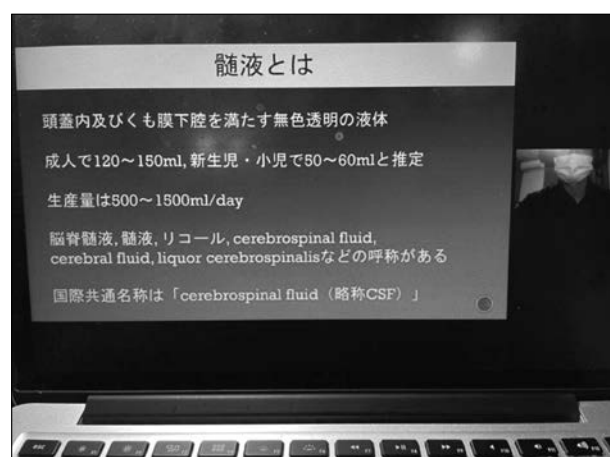 髄液とは
頭蓋内及びくも膜下腔を満たす無色透明の液体
成人で120〜150ml, 新生児・小児で50〜60mlと推定
生産量は500〜1500ml/day
脳脊髄液, 髄液, リコール, cerebrospinal fluid,
cerebral fluid, liquor cerebrospinalisなどの呼称がある
国際共通名称は「cerebrospinal fluid（略称CSF）」
esc